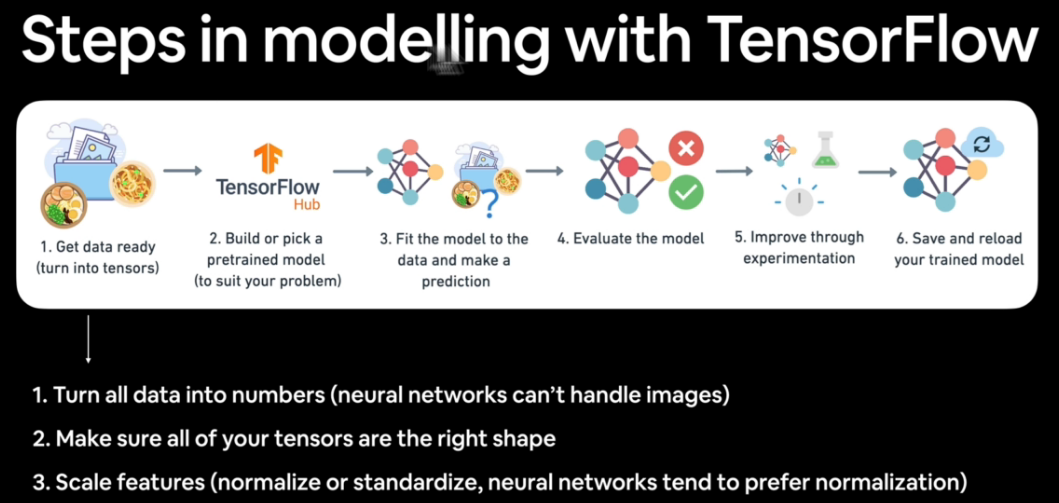 Steps in modelling with TensorFlow
TensorFlow
Hub
1. Get data ready
(turn into tensors)
2. Build or pick a
pretrained model
(to suit your problem)
3. Fit the model to the
data and make a
prediction
4. Evaluate the model
5. Improve through
experimentation
6. Save and reload
your trained model
1. Turn all data into numbers (neural networks can’t handle images)
2. Make sure all of your tensors are the right shape
3. Scale features (normalize or standardize, neural networks tend to prefer normalization)